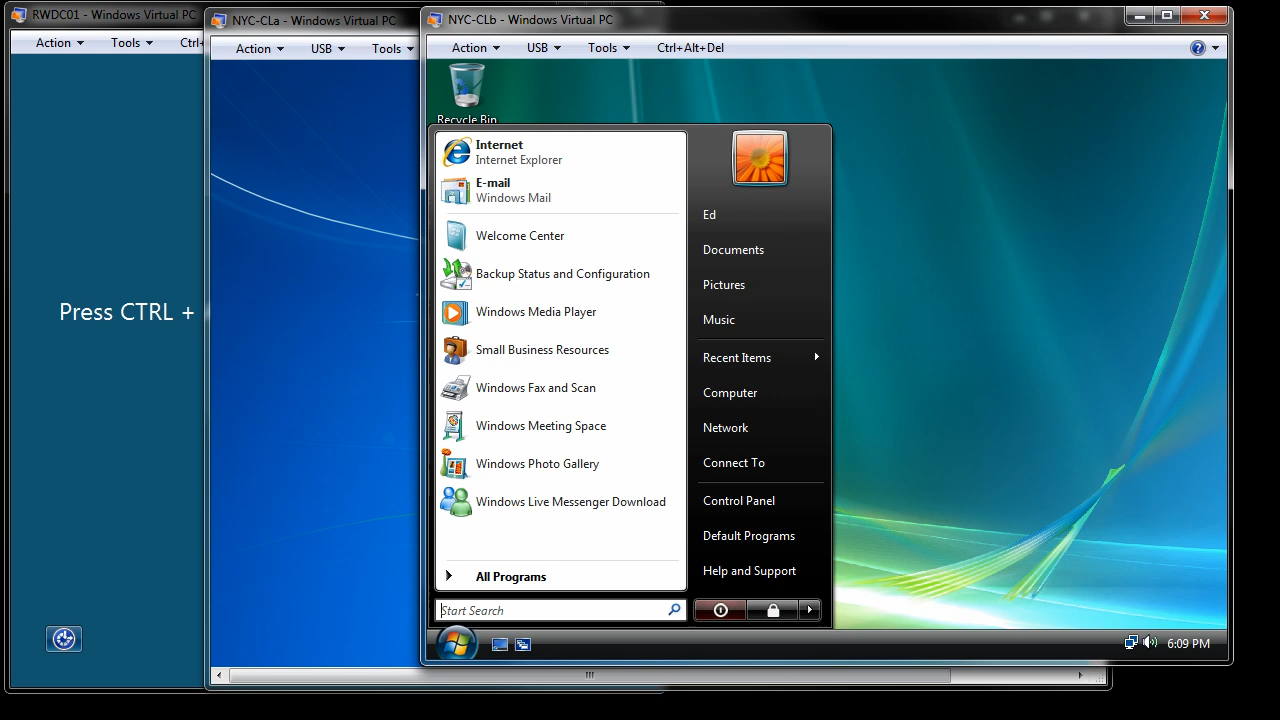 RWDC01 - Windows Virtual PC
Action
Tools
Ctrl+
Press CTRL +
NYC-CLa - Windows Virtual PC
Action
USB
Tools
NYC-CLb - Windows Virtual PC
Action
USB
Tools
Ctrl+Alt+Del
Recycle Bin
Internet
Internet Explorer
E-mail
Windows Mail
Welcome Center
Backup Status and Configuration
Windows Media Player
Small Business Resources
Windows Fax and Scan
Windows Meeting Space
Windows Photo Gallery
Windows Live Messenger Download
All Programs
Start Search
Ed
Documents
Pictures
Music
Recent Items
Computer
Network
Connect To
Control Panel
Default Programs
Help and Support
6:09 PM